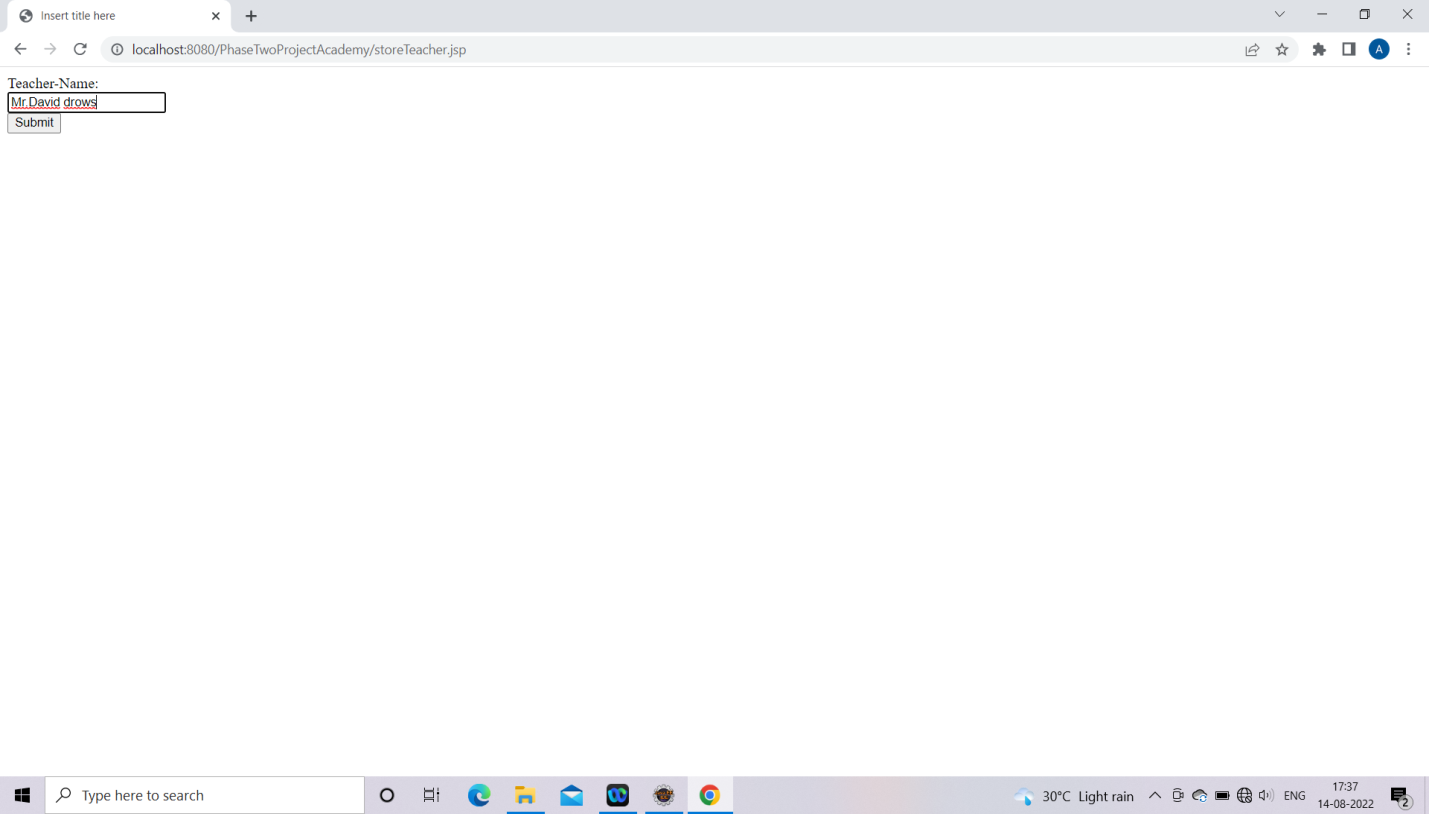 Insert title here
localhost:8080/PhaseTwoProjectAcademy/storeTeacher.jsp
A
Teacher-Name:
Mr.David drows
Submit
Type here to search
30°C Light rain
ENG
17:37
14-08-2022
2